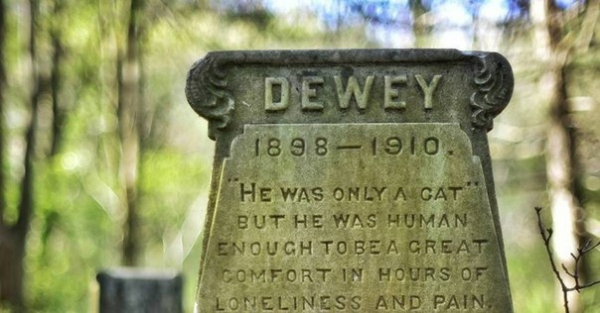 DEWEY
1898—1910.
"HE WAS ONLY A CAT"
BUT HE WAS HUMAN
ENOUGH TO BE A GREAT
COMFORT IN HOURS OF
LONELINESS AND PAIN.